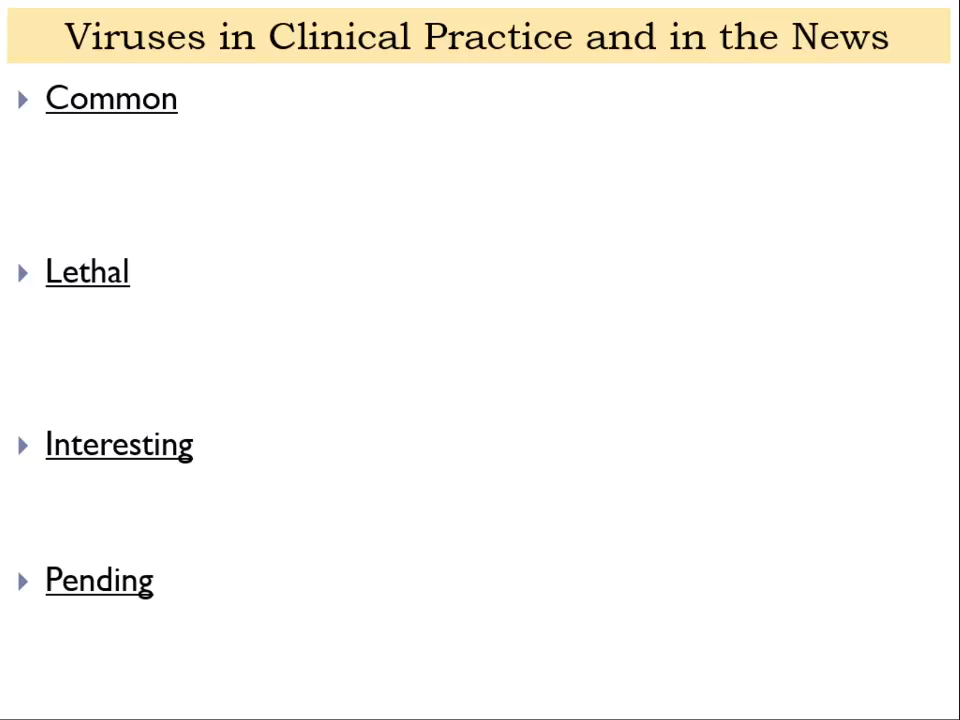 Viruses in Clinical Practice and in the News
Common
Lethal
Interesting
Pending